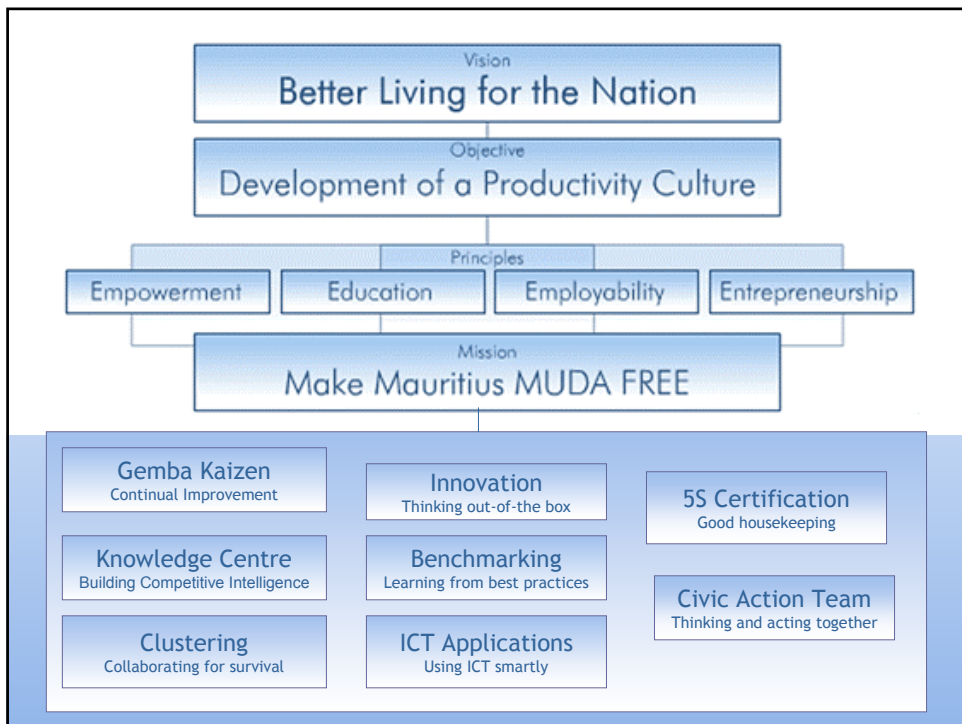 Vision
Better Living for the Nation
Objective
Development of a Productivity Culture
Principles
Empowerment
Education
Employability
Entrepreneurship
Mission
Make Mauritius MUDA FREE
Gemba Kaizen
Continual Improvement
Innovation
Thinking out-of-the box
5S Certification
Good housekeeping
Knowledge Centre
Building Competitive Intelligence
Benchmarking
Learning from best practices
Civic Action Team
Thinking and acting together
Clustering
Collaborating for survival
ICT Applications
Using ICT smartly